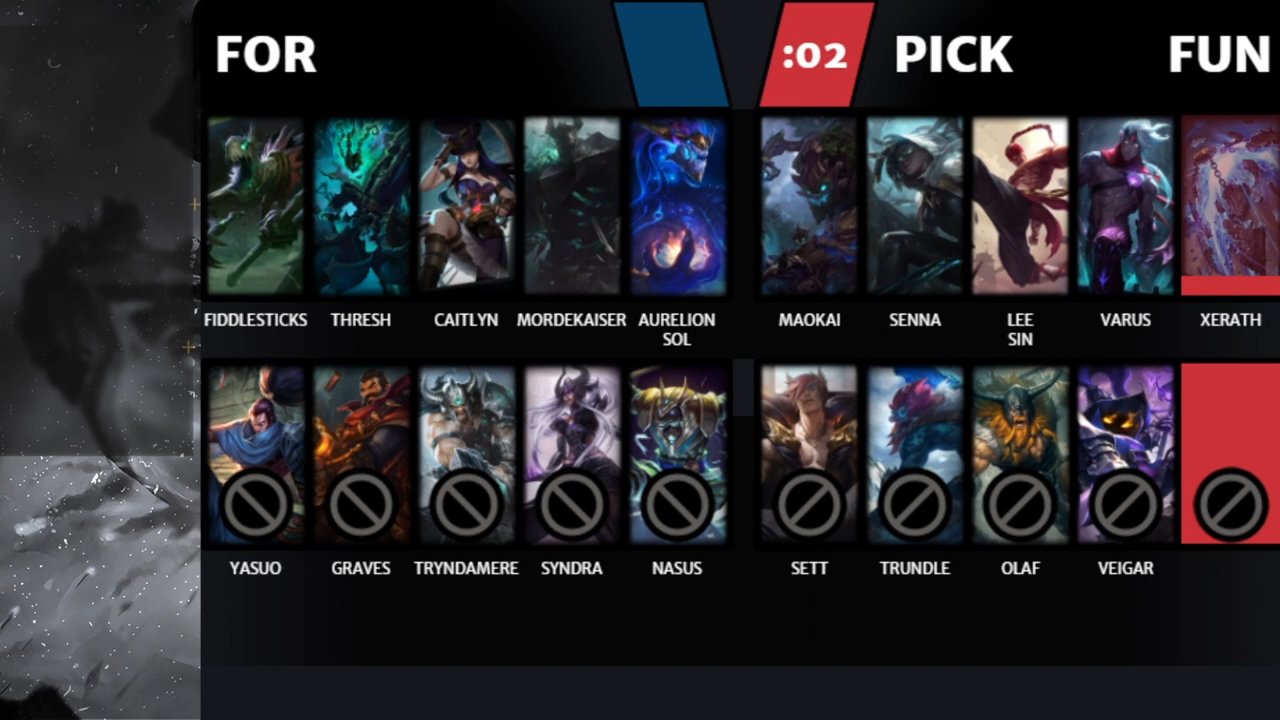 FOR
:02
PICK
FUN
FIDDLESTICKS
THRESH
CAITLYN
MORDEKAISER
AURELION
SOL
MAOKAI
SENNA
LEE
SIN
VARUS
XERATH
YASUO
GRAVES
TRYNDAMERE
SYNDRA
NASUS
SETT
TRUNDLE
OLAF
VEIGAR